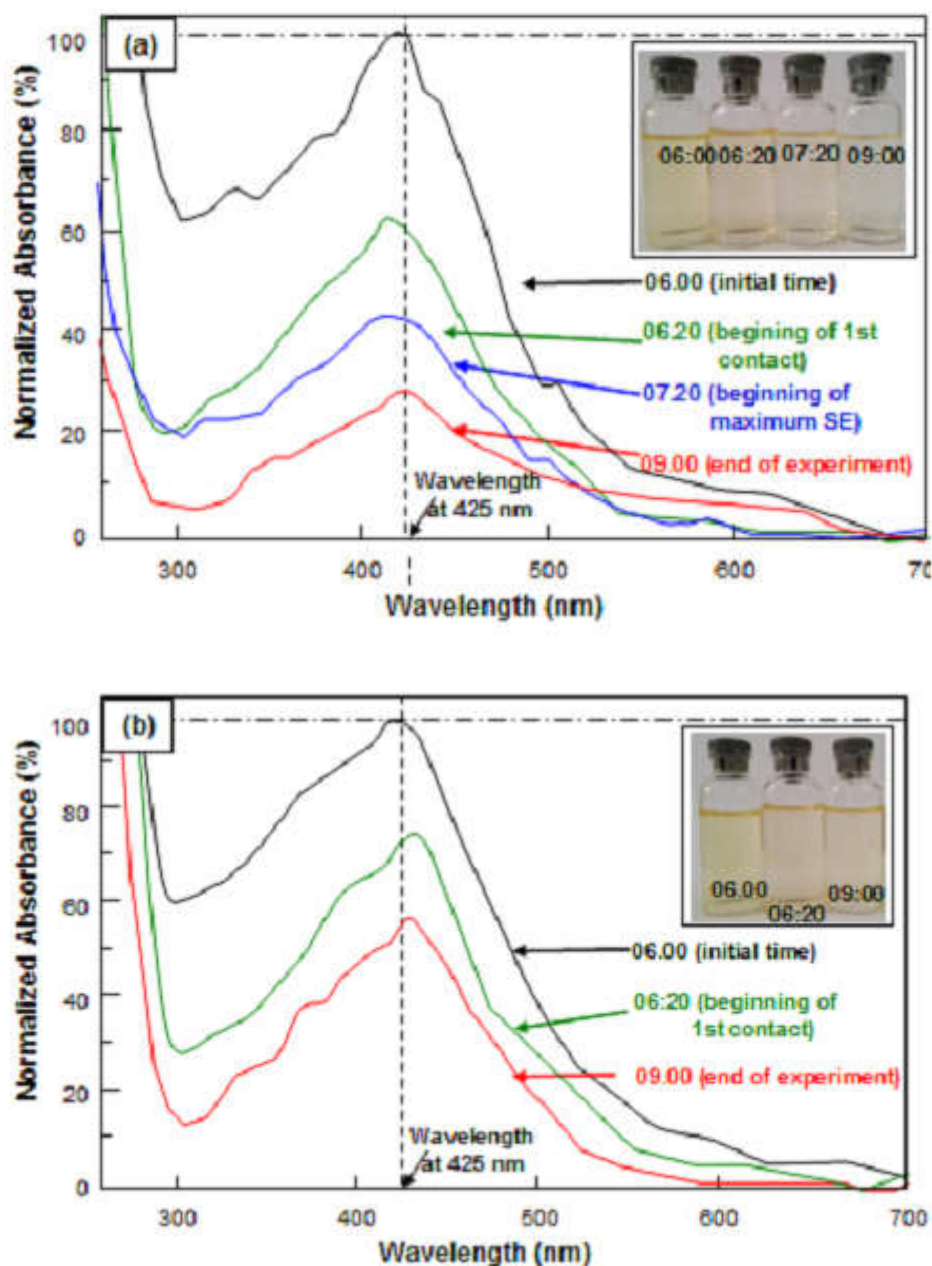 (a)
Normalized Absorbance (%)
100
80
60
40
20
0
06:00 06:20 07:20 09:00
06.00 (initial time)
06.20 (begining of 1st
contact)
07.20 (beginning of
maximum SE)
09.00 (end of experiment)
Wavelength
at 425 nm
300 400 500 600 70
Wavelength (nm)
(b)
Normalized Absorbance (%)
100
80
60
40
20
0
06.00 06:20 09:00
06.00 (initial time)
06:20 (beginning of
1st contact)
09.00 (end of experiment)
Wavelength
at 425 nm
300 400 500 600 700
Wavelength (nm)